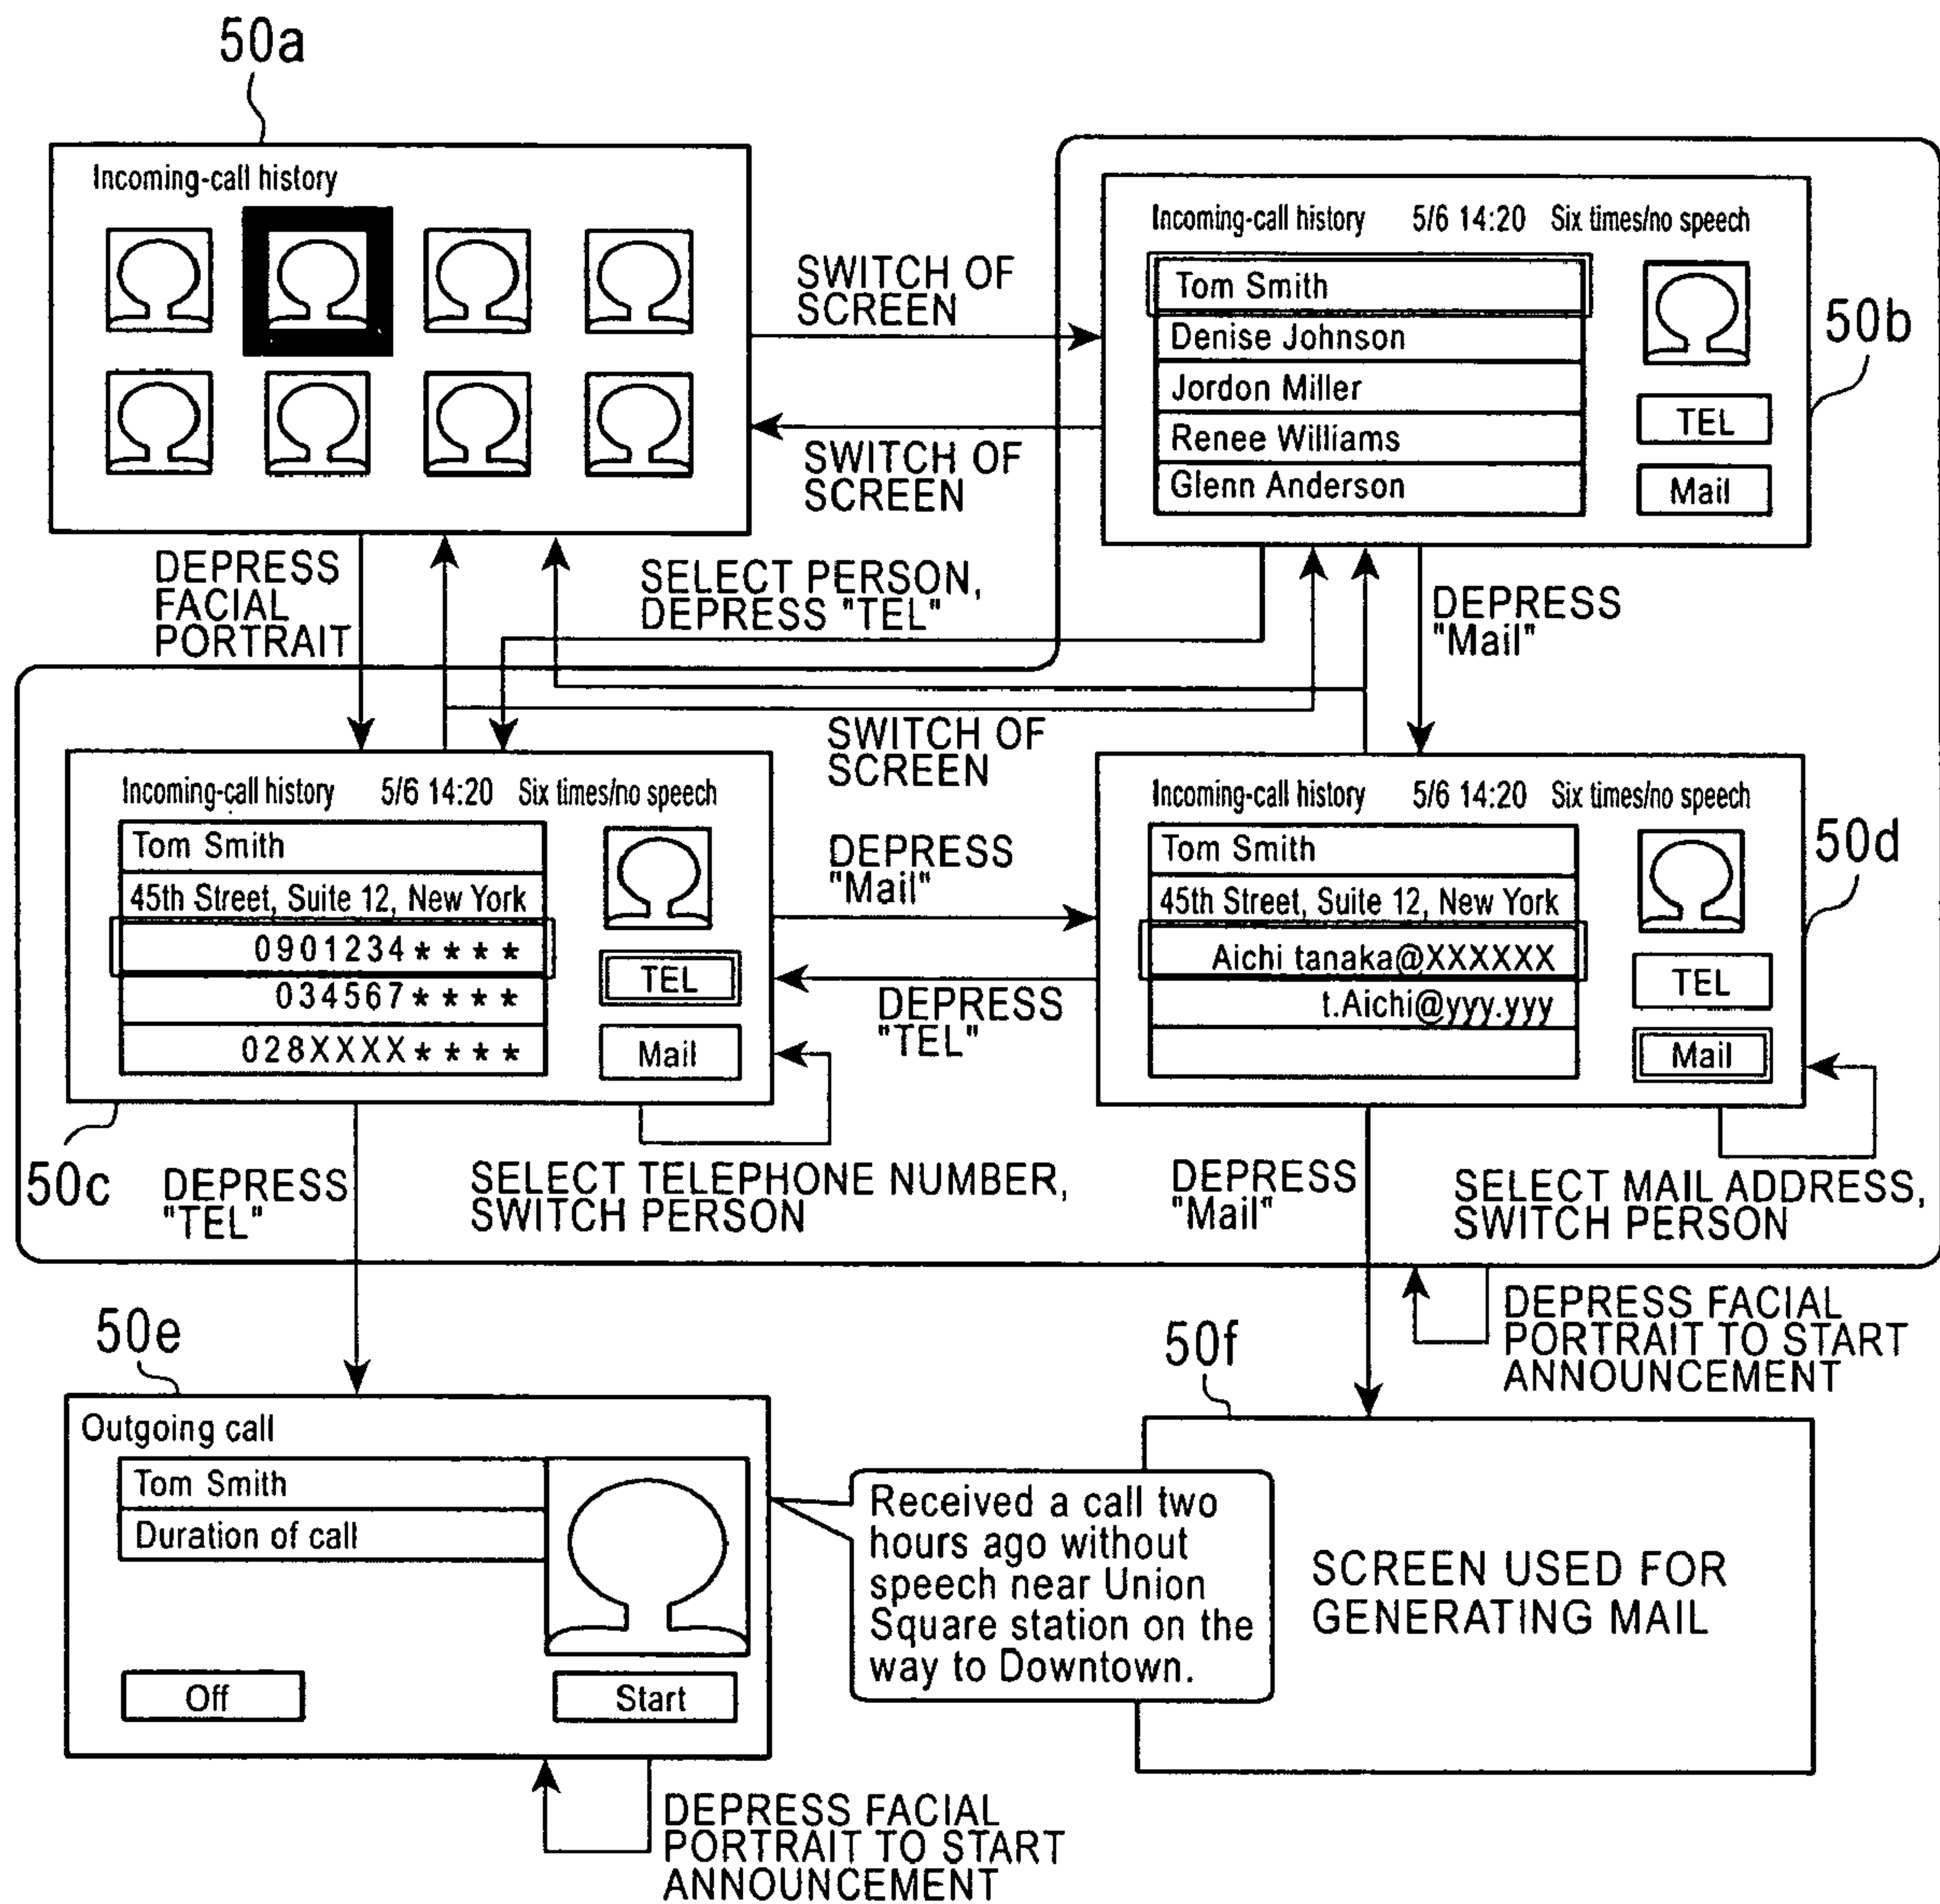 50a
Incoming-call history
SWITCH OF
SCREEN
SWITCH OF
SCREEN
Incoming-call history 5/6 14:20 Six times/no speech
Tom Smith
Denise Johnson
Jordon Miller
Renee Williams
Glenn Anderson
TEL
Mail
50b
DEPRESS
FACIAL
PORTRAIT
SELECT PERSON,
DEPRESS "TEL"
DEPRESS
"Mail"
SWITCH OF
SCREEN
Incoming-call history 5/6 14:20 Six times/no speech
Tom Smith
45th Street, Suite 12, New York
0901234****
034567****
028XXXX****
TEL
Mail
50c
DEPRESS
"Mail"
DEPRESS
"TEL"
Incoming-call history 5/6 14:20 Six times/no speech
Tom Smith
45th Street, Suite 12, New York
Aichi tanaka@XXXXXX
t.Aichi@yyy.yyy
TEL
Mail
50d
DEPRESS
"TEL"
SELECT TELEPHONE NUMBER,
SWITCH PERSON
DEPRESS
"Mail"
SELECT MAIL ADDRESS,
SWITCH PERSON
DEPRESS FACIAL
PORTRAIT TO START
ANNOUNCEMENT
50e
Outgoing call
Tom Smith
Duration of call
Off
Start
Received a call two
hours ago without
speech near Union
Square station on the
way to Downtown.
50f
SCREEN USED FOR
GENERATING MAIL
DEPRESS FACIAL
PORTRAIT TO START
ANNOUNCEMENT